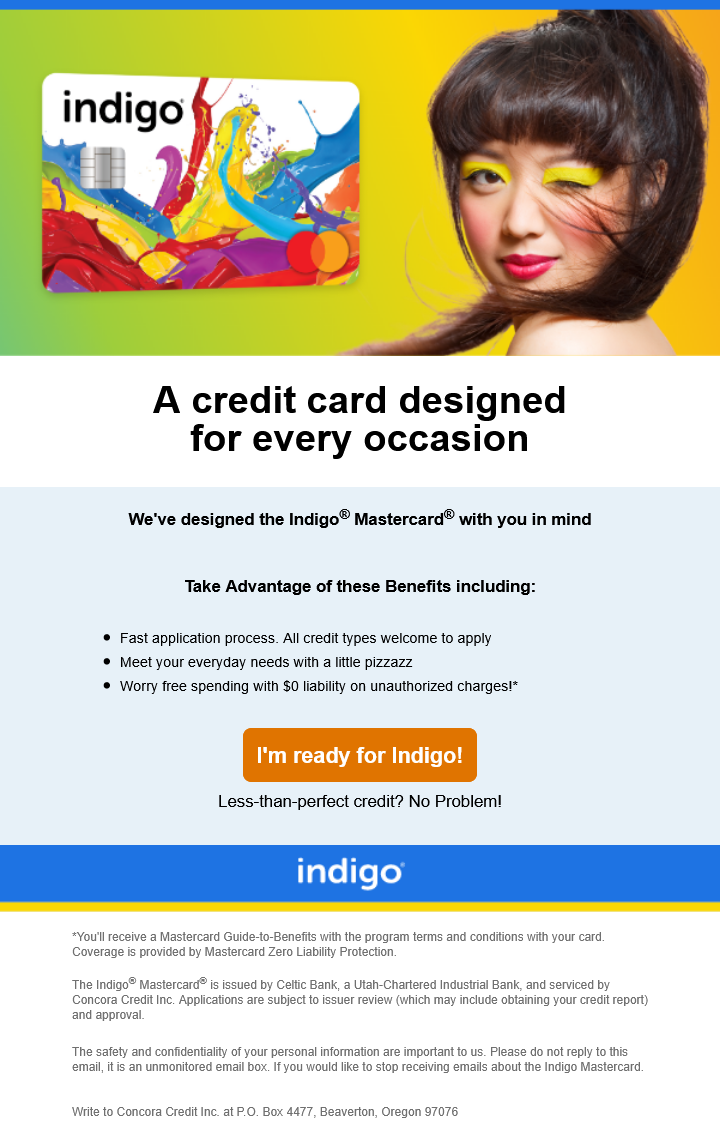 indigo®
A credit card designed
for every occasion
We've designed the Indigo® Mastercard® with you in mind
Take Advantage of these Benefits including:
• Fast application process. All credit types welcome to apply
• Meet your everyday needs with a little pizzazz
• Worry free spending with $0 liability on unauthorized charges!*
I'm ready for Indigo!
Less-than-perfect credit? No Problem!
indigo®
*You'll receive a Mastercard Guide-to-Benefits with the program terms and conditions with your card.
Coverage is provided by Mastercard Zero Liability Protection.
The Indigo® Mastercard® is issued by Celtic Bank, a Utah-Chartered Industrial Bank, and serviced by
Concora Credit Inc. Applications are subject to issuer review (which may include obtaining your credit report)
and approval.
The safety and confidentiality of your personal information are important to us. Please do not reply to this
email, it is an unmonitored email box. If you would like to stop receiving emails about the Indigo Mastercard.
Write to Concora Credit Inc. at P.O. Box 4477, Beaverton, Oregon 97076